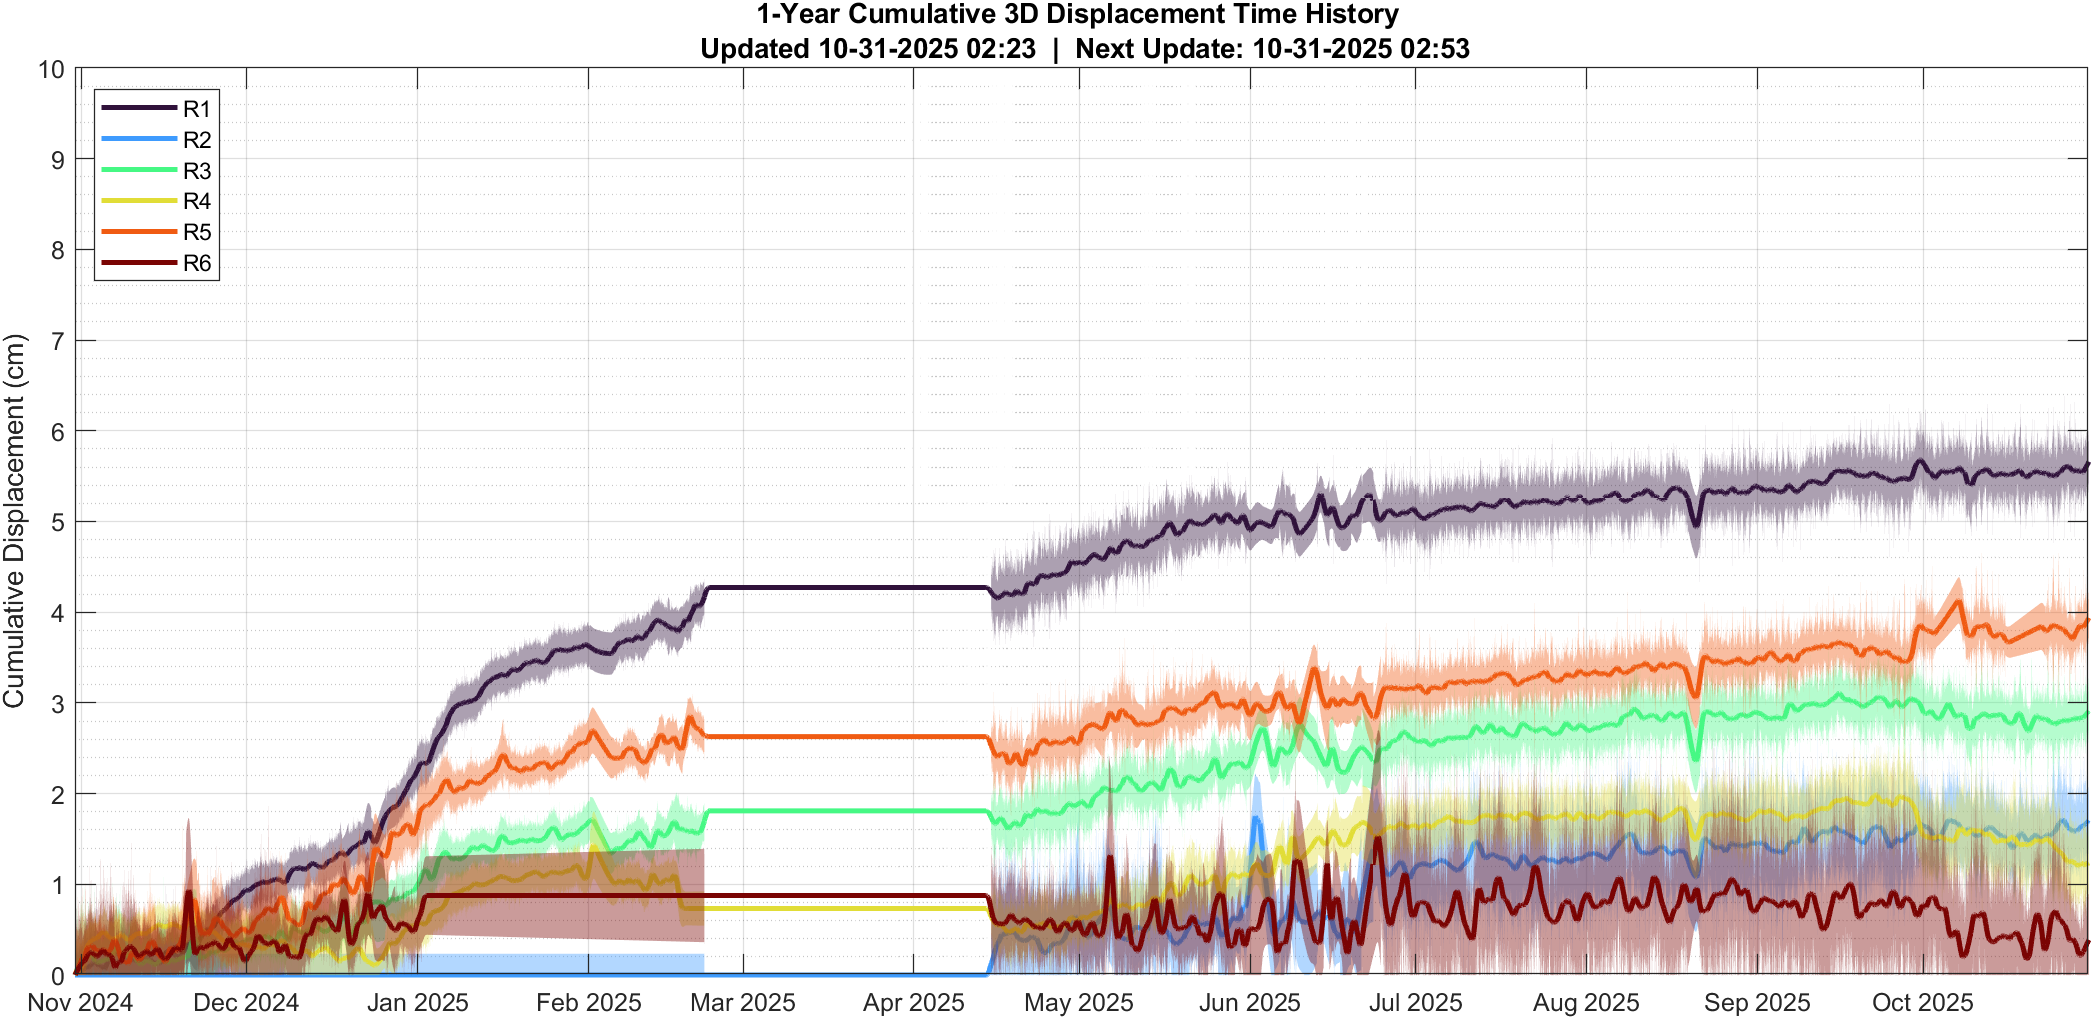 1-Year Cumulative 3D Displacement Time History
Updated 10-31-2025 02:23 | Next Update: 10-31-2025 02:53
Cumulative Displacement (cm)
10
9
8
7
6
5
4
3
2
1
0
R1
R2
R3
R4
R5
R6
Nov 2024 Dec 2024 Jan 2025 Feb 2025 Mar 2025 Apr 2025 May 2025 Jun 2025 Jul 2025 Aug 2025 Sep 2025 Oct 2025